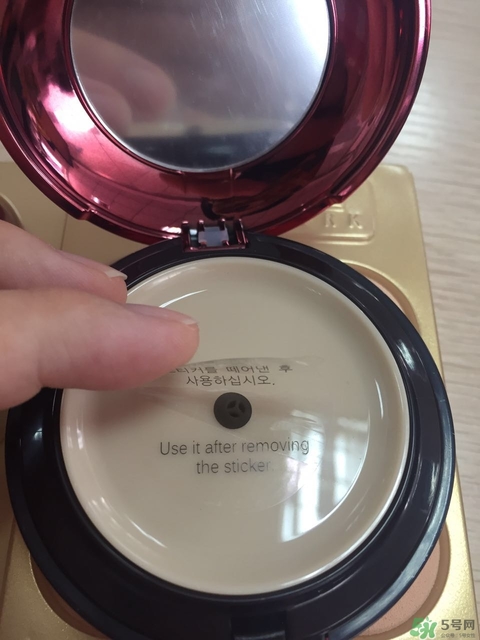 떼어낸 후
사용하십시오.
Use it after removing
the sticker.
5号网